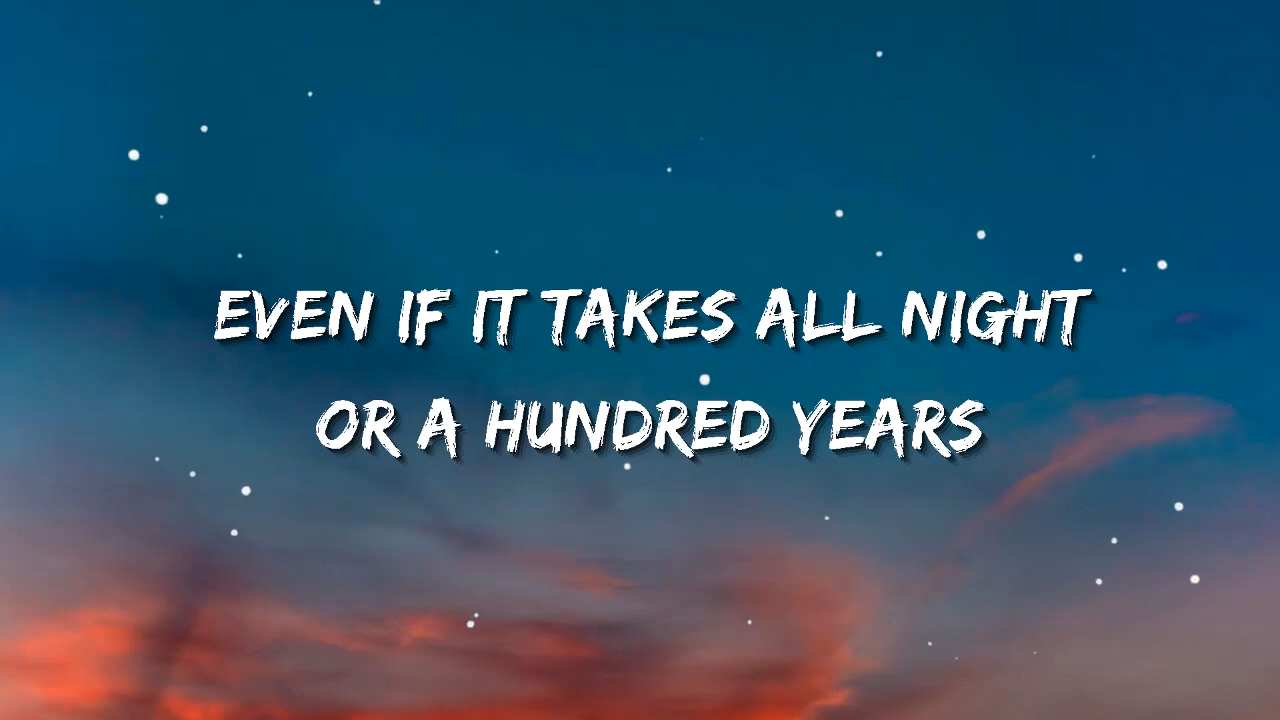 EVEN IF IT TAKES ALL NIGHT
OR A HUNDRED YEARS